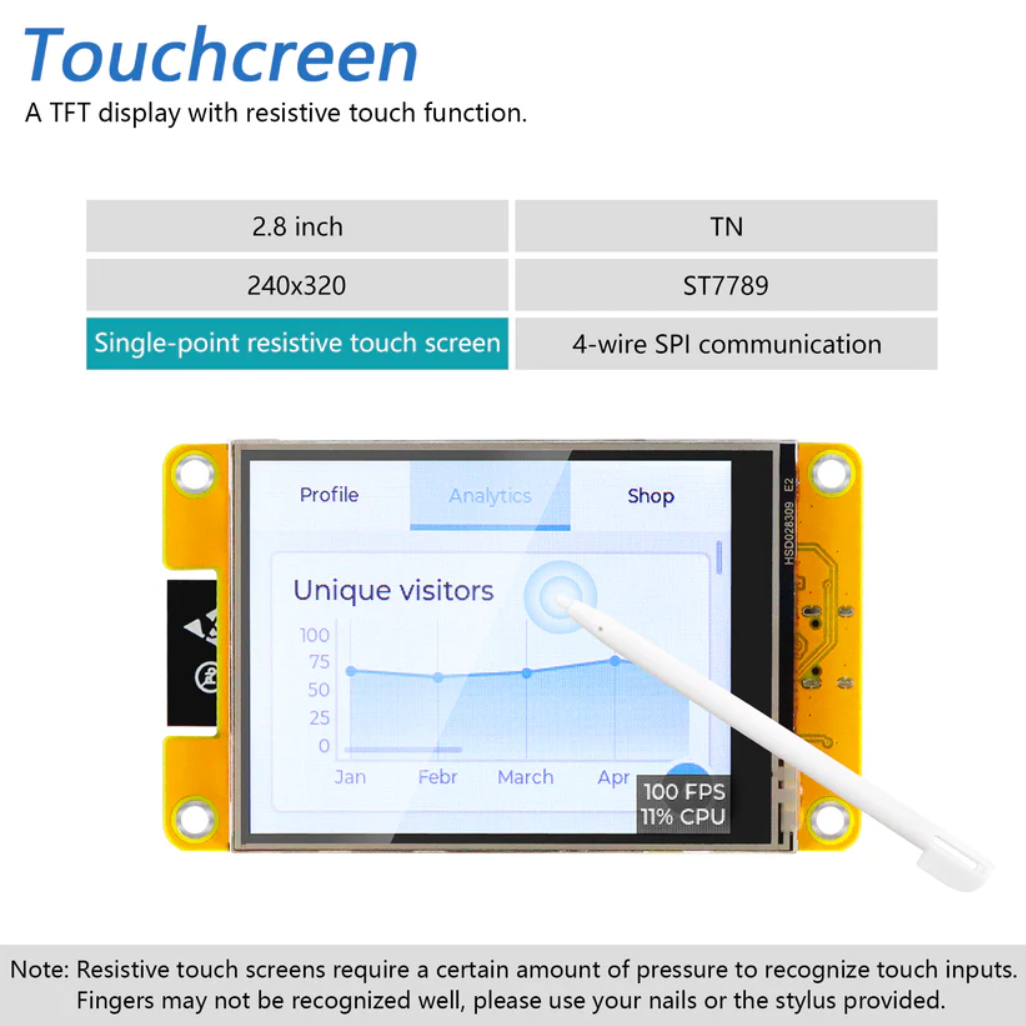 Touchcreen
A TFT display with resistive touch function.
2.8 inch
TN
240x320
ST7789
Single-point resistive touch screen
4-wire SPI communication
Profile
Analytics
Shop
Unique visitors
100
75
50
25
0
Jan
Febr
March
Apr
100 FPS
11% CPU
HSD028309 E2
Pb
Note: Resistive touch screens require a certain amount of pressure to recognize touch inputs.
Fingers may not be recognized well, please use your nails or the stylus provided.